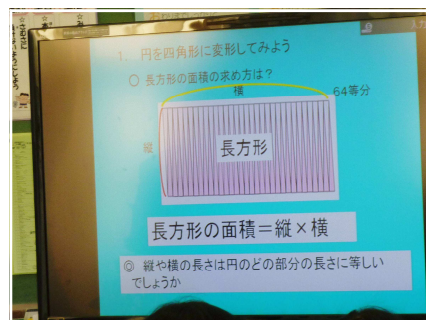 1. 円を四角形に変形してみよう
○ 長方形の面積の求め方は？
横
64等分
縦
長方形
長方形の面積＝縦×横
◎ 縦や横の長さは円のどの部分の長さに等しい
でしょうか